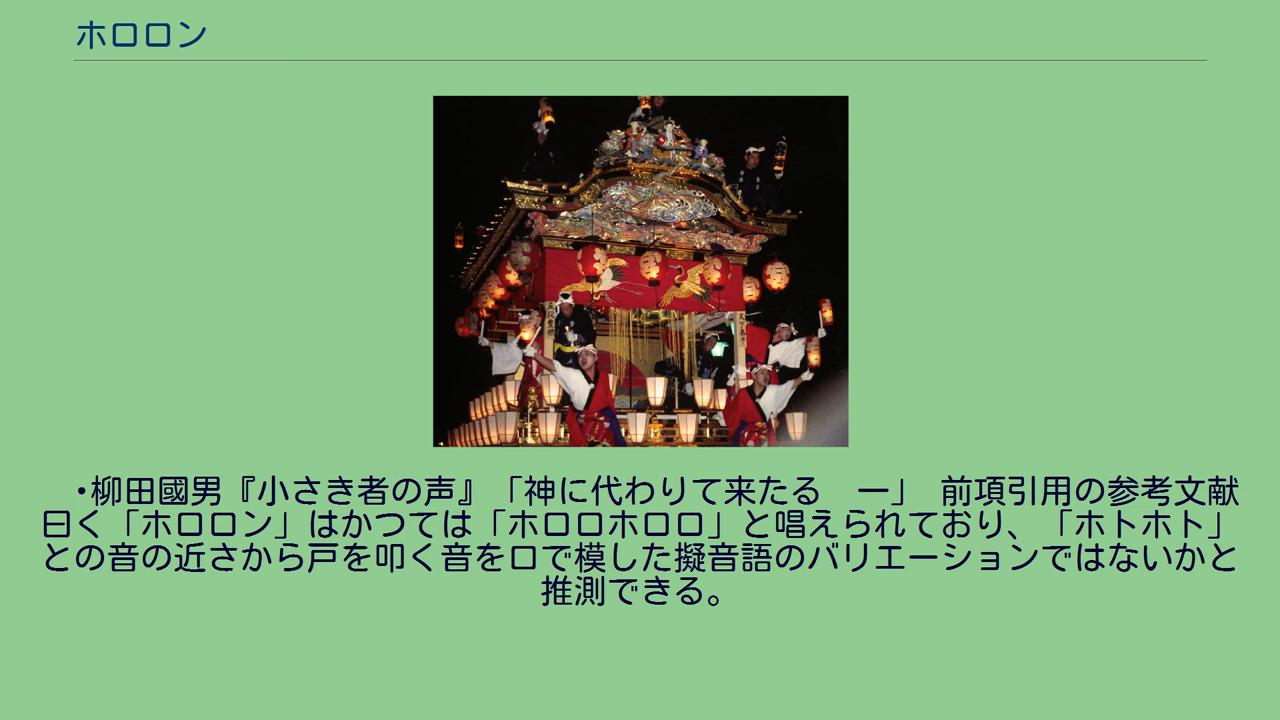 ホロロン
・柳田國男『小さき者の声』「神に代わりて来たる　一」 前項引用の参考文献
曰く「ホロロン」はかつては「ホロロホロロ」と唱えられており、「ホトホト」
との音の近さから戸を叩く音を口で模した擬音語のバリエーションではないかと
推測できる。